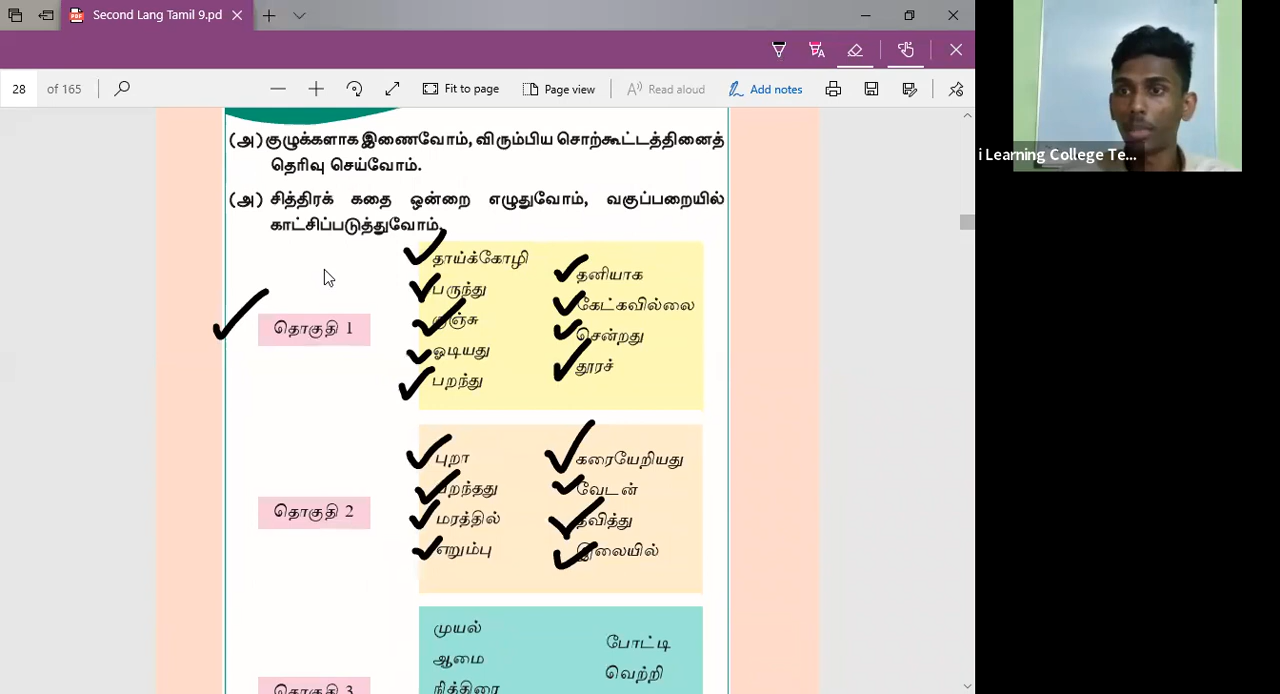 Second Lang Tamil 9.pd
28 of 165
Fit to page
Page view
Read aloud
Add notes
(அ) குழுக்களாக இணைவோம், விரும்பிய சொற்கூட்டத்தினைத்
தெரிவு செய்வோம்.
(அ) சித்திரக் கதை ஒன்றை எழுதுவோம், வகுப்பறையில்
காட்சிப்படுத்துவோம்.
தொகுதி 1
தாய்க்கோழி
பருந்து
குஞ்சு
ஓடியது
பறந்து
தனியாக
கேட்கவில்லை
சென்றது
தூரச்
தொகுதி 2
புறா
பறந்தது
மரத்தில்
எறும்பு
கரையேறியது
வேடன்
தவித்து
இலையில்
தொகுதி 3
முயல்
ஆமை
நித்திரை
போட்டி
வெற்றி
i Learning College Te...